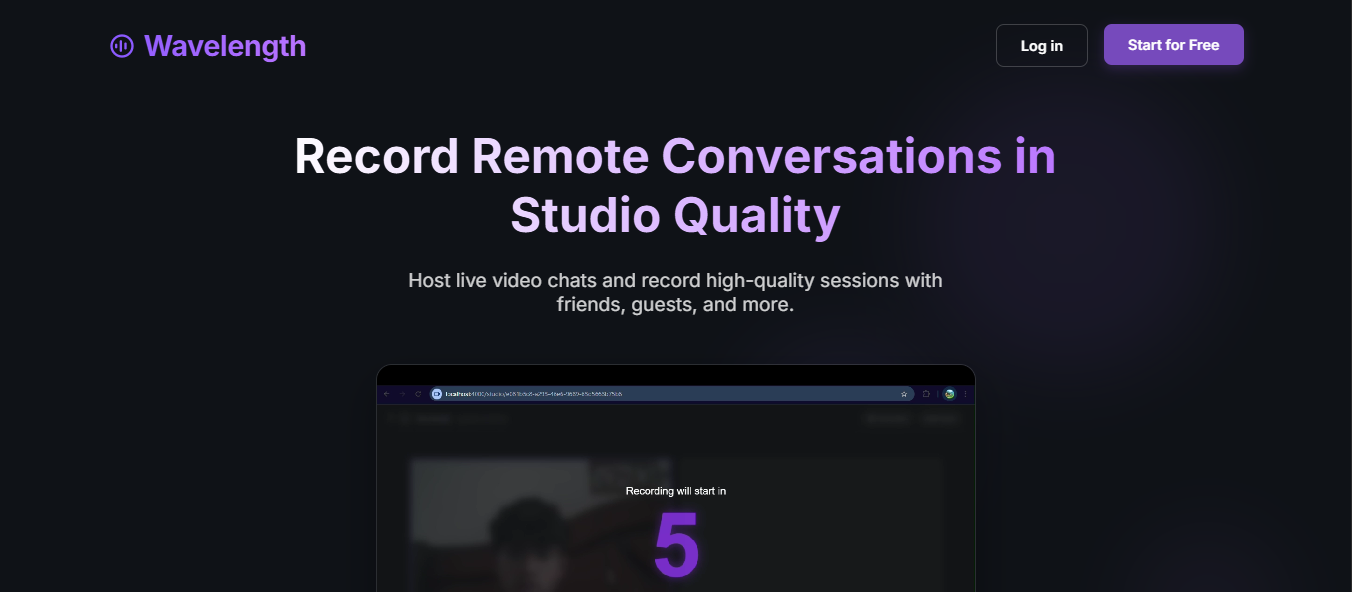 Wavelength
Log in
Start for Free
Record Remote Conversations in
Studio Quality
Host live video chats and record high-quality sessions with
friends, guests, and more.
Recording will start in
5